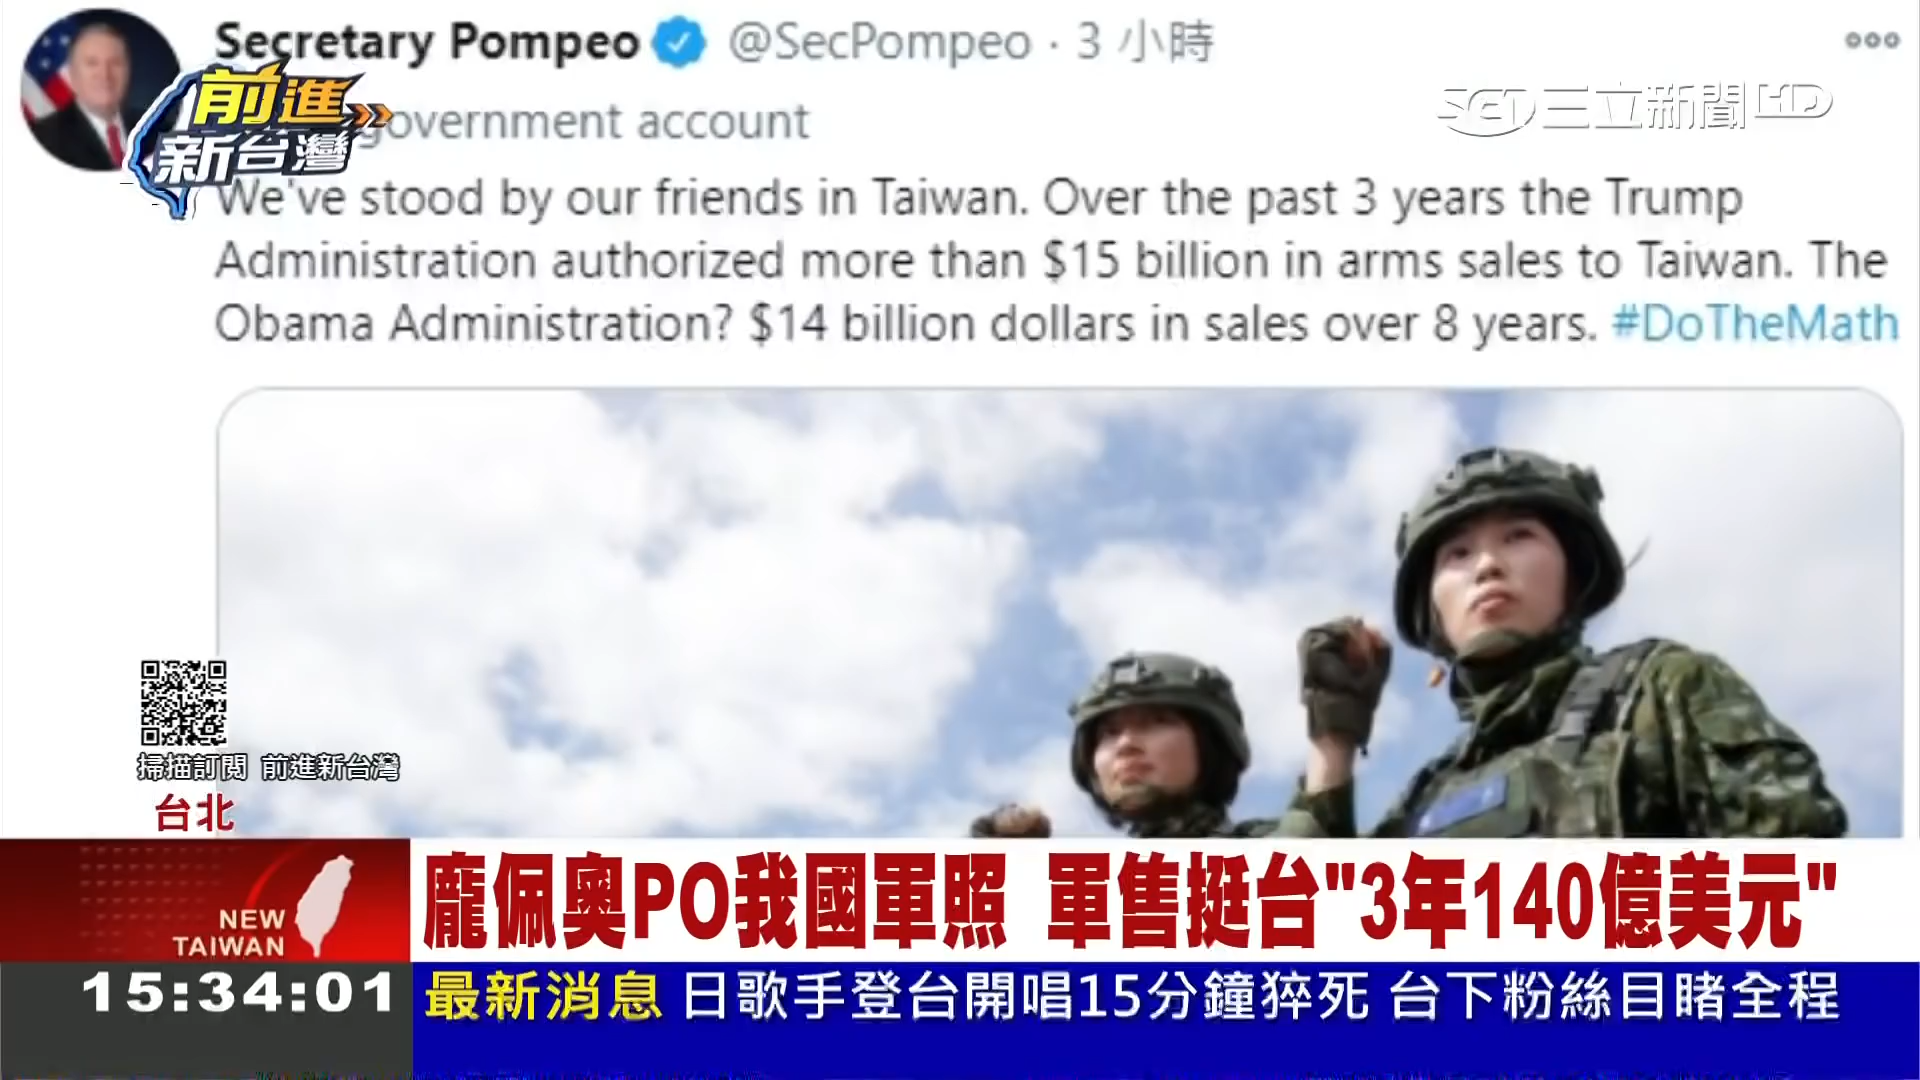 Secretary Pompeo @SecPompeo · 3 小時
government account
前進
新台灣
SET三立新聞HD
We've stood by our friends in Taiwan. Over the past 3 years the Trump
Administration authorized more than $15 billion in arms sales to Taiwan. The
Obama Administration? $14 billion dollars in sales over 8 years. #DoTheMath
掃描訂閱 前進新台灣
台北
NEW
TAIWAN
龐佩奧PO我國軍照 軍售挺台"3年140億美元"
15:34:01
最新消息 日歌手登台開唱15分鐘猝死 台下粉絲目睹全程